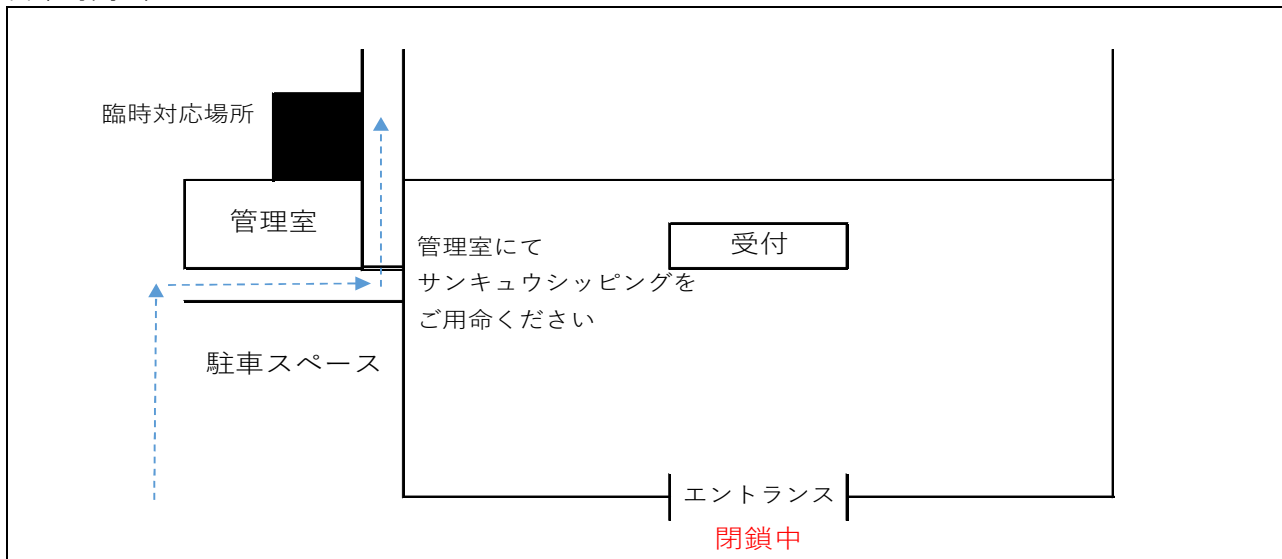 臨時対応場所
管理室
管理室にて
サンキュウシッピングを
ご用命ください
受付
駐車スペース
エントランス
閉鎖中